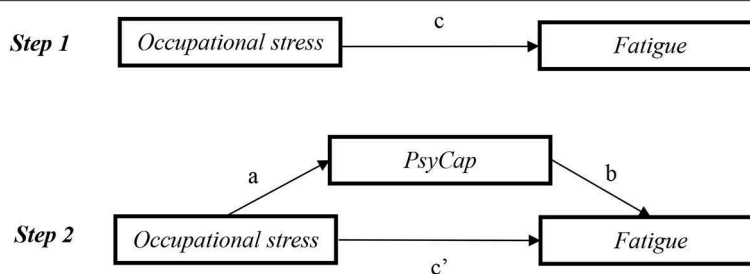 c
Step 1 Occupational stress Fatigue
PsyCap
a b
Step 2 Occupational stress Fatigue
c’